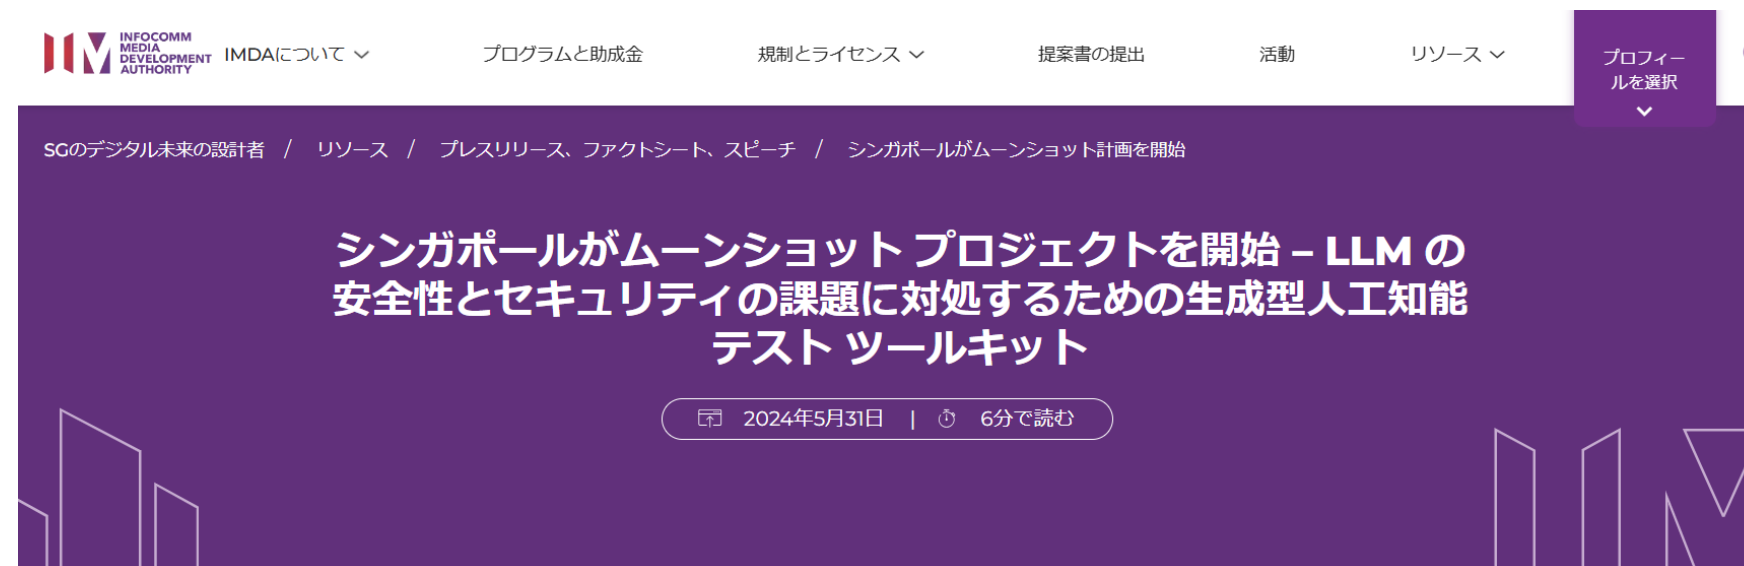 INFOCOMM
MEDIA
DEVELOPMENT
AUTHORITY
IMDAについて
プログラムと助成金
規制とライセンス
提案書の提出
活動
リソース
プロフィー
ルを選択
SGのデジタル未来の設計者 / リソース / プレスリリース、ファクトシート、スピーチ / シンガポールがムーンショット計画を開始
シンガポールがムーンショット プロジェクトを開始 – LLM の
安全性とセキュリティの課題に対処するための生成型人工知能
テスト ツールキット
2024年5月31日 | 6分で読む